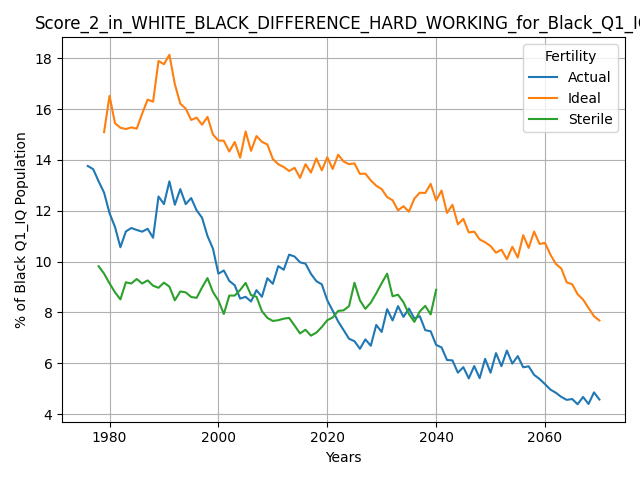 Score_2_in_WHITE_BLACK_DIFFERENCE_HARD_WORKING_for_Black_Q1_IQ
% of Black Q1_IQ Population
18
16
14
12
10
8
6
4
1980 2000 2020 2040 2060
Years
Fertility
Actual
Ideal
Sterile